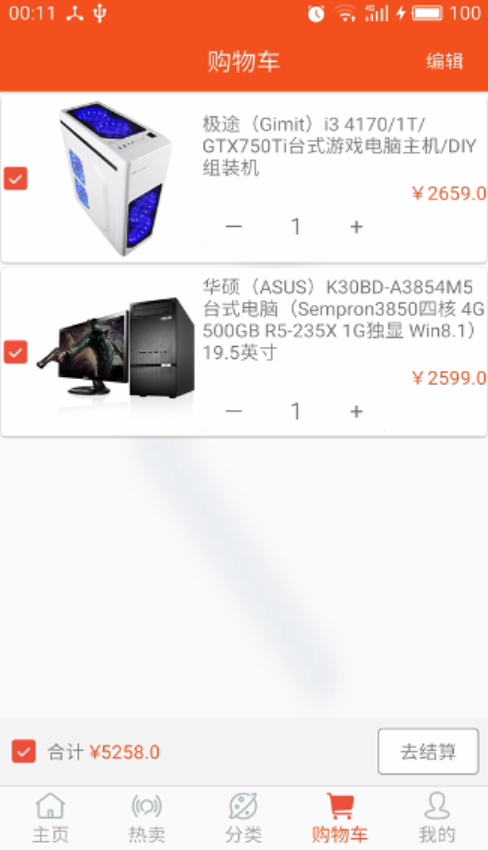 00:11 4G 100
购物车 编辑
极途（Gimit）i3 4170/1T/
GTX750Ti台式游戏电脑主机/DIY
组装机
￥2659.0
— 1 +
华硕（ASUS）K30BD-A3854M5
台式电脑（Sempron3850四核 4G
500GB R5-235X 1G独显 Win8.1）
19.5英寸
￥2599.0
— 1 +
合计 ¥5258.0 去结算
主页 热卖 分类 购物车 我的